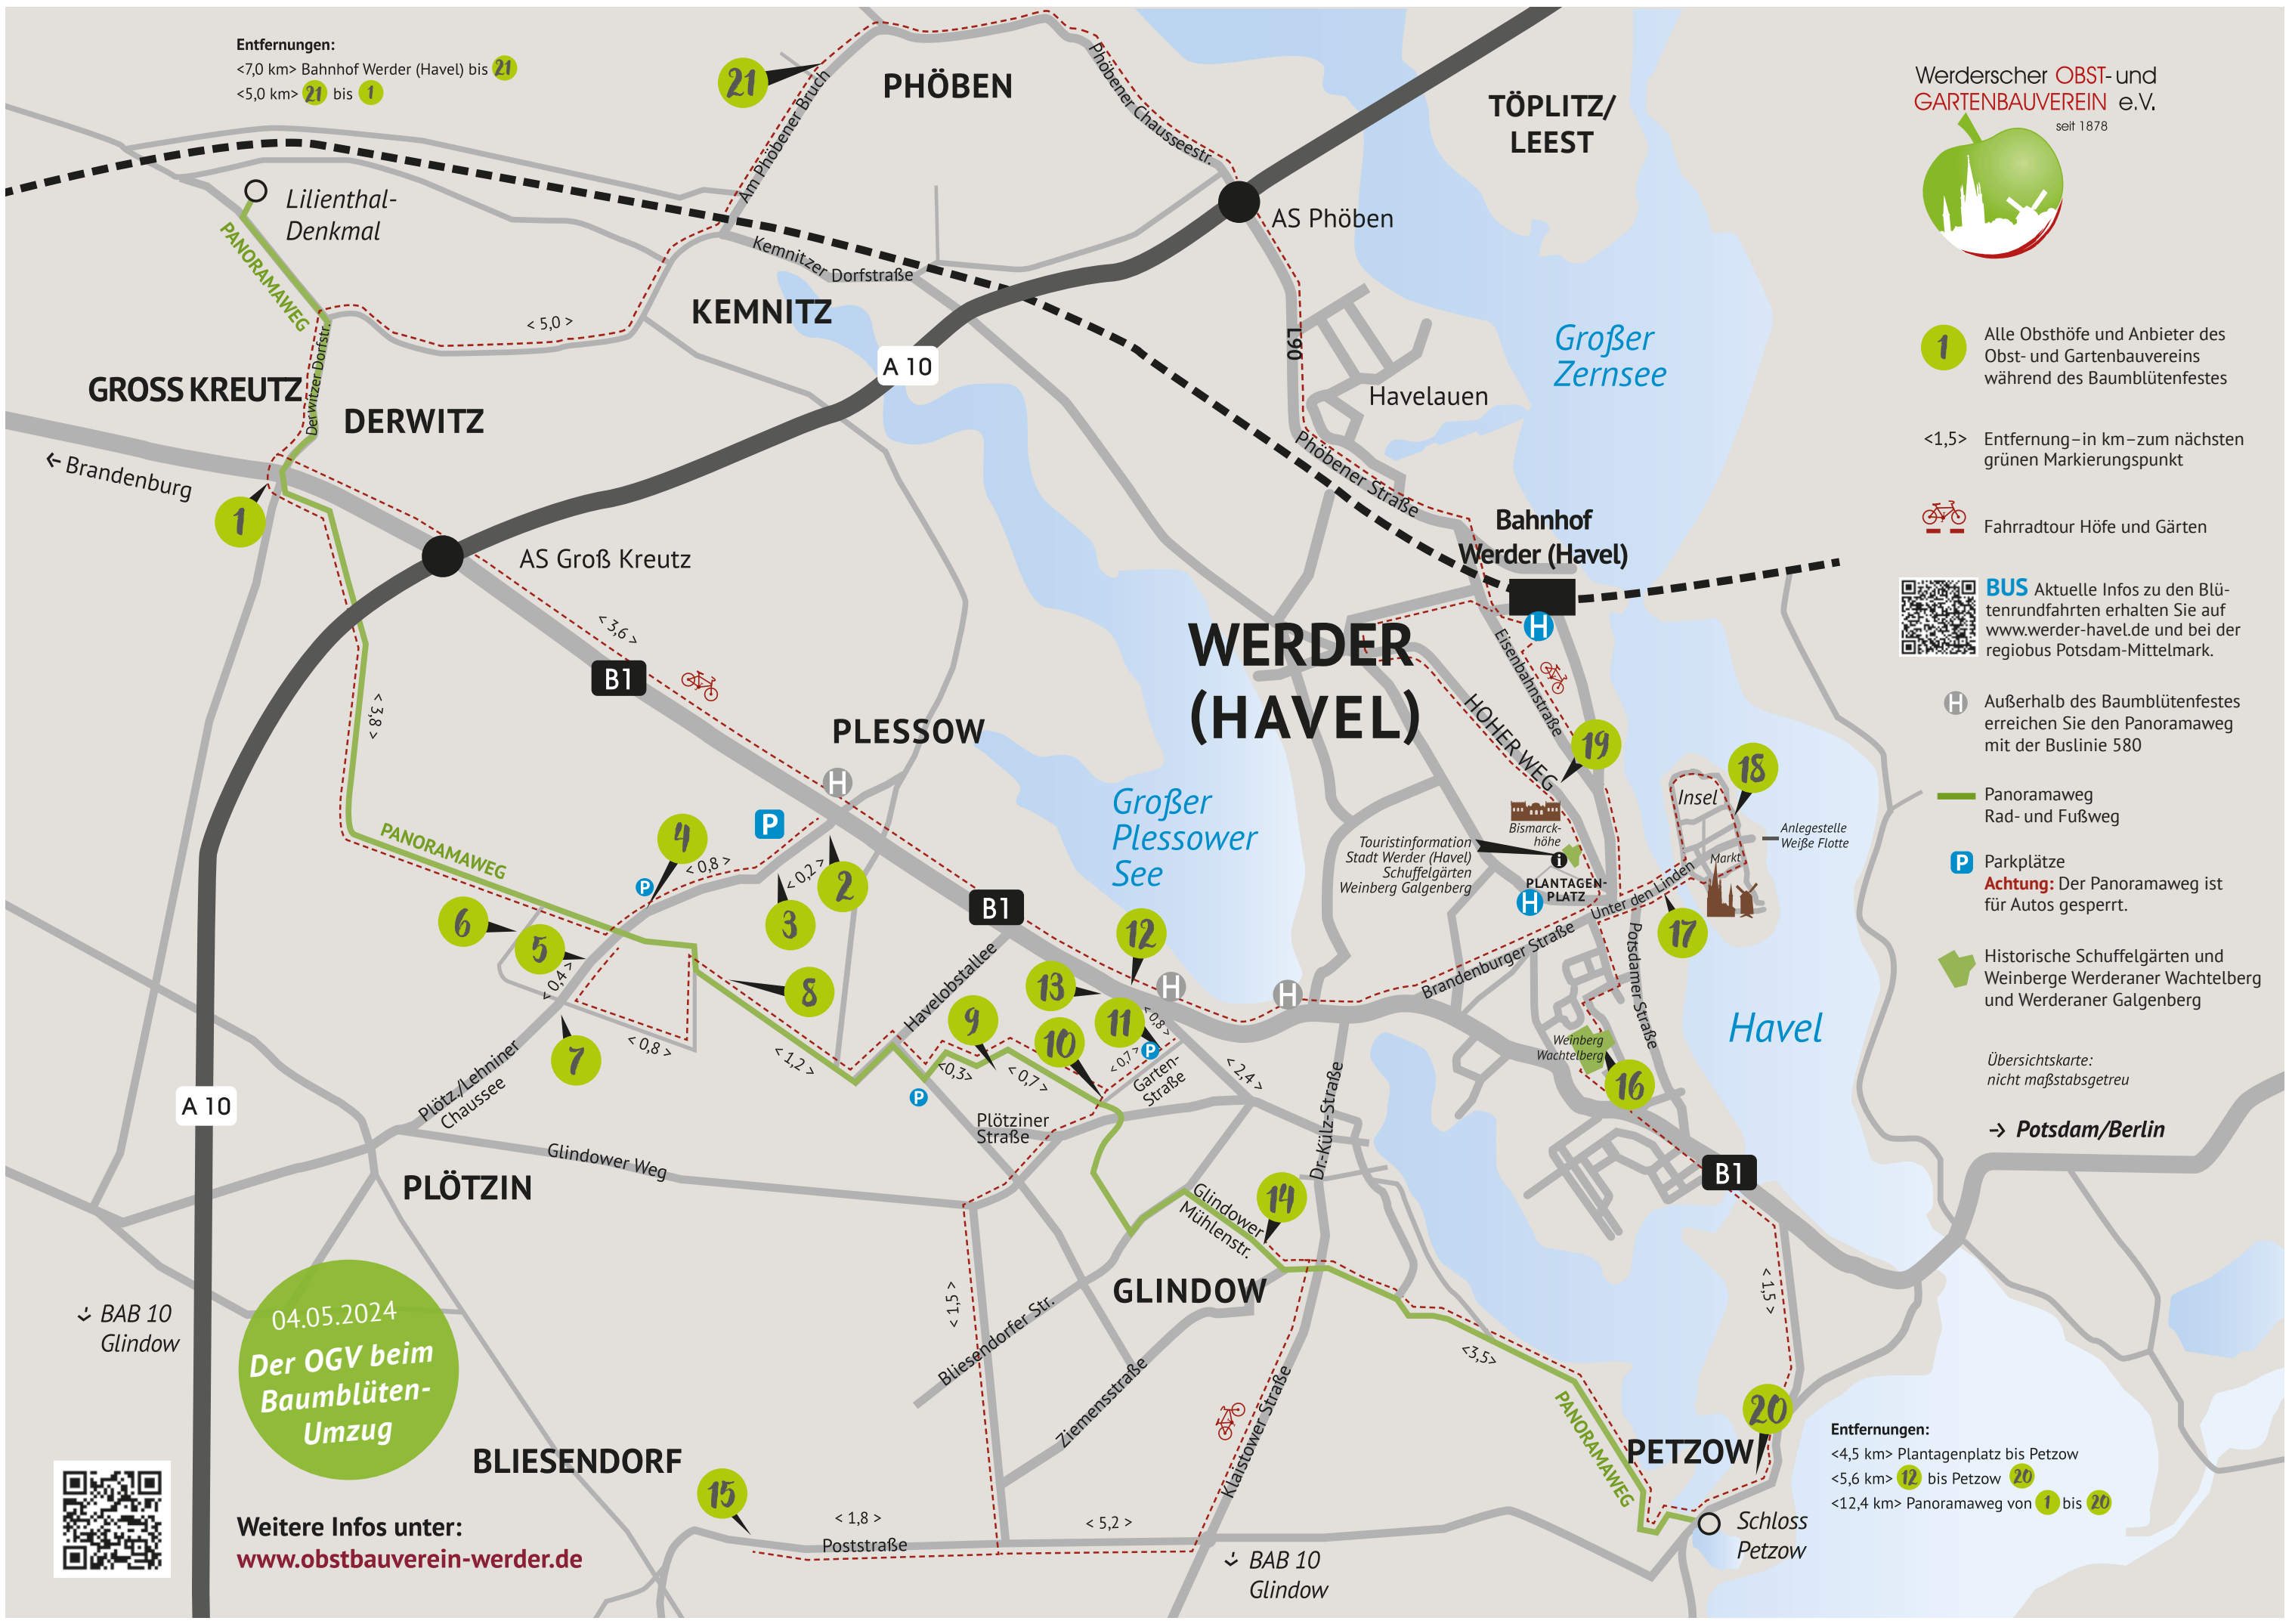 Entfernungen:
<7,0 km> Bahnhof Werder (Havel) bis 21
<5,0 km> 21 bis 1
21
PHÖBEN
Am Phöbener Bruch
Phöbener Chausseestr.
TÖPLITZ/
LEEST
Werderscher OBST- und
GARTENBAUVEREIN e.V.
seit 1878
Lilienthal-
Denkmal
PANORAMAWEG
AS Phöben
Kemnitzer Dorfstraße
KEMNITZ
< 5,0 >
Derwitzer Dorfstr.
GROSS KREUTZ
DERWITZ
A 10
L90
Großer
Zernsee
Havelauen
← Brandenburg
1
AS Groß Kreutz
Phöbener Straße
Bahnhof
Werder (Havel)
H
1
Alle Obsthöfe und Anbieter des
Obst- und Gartenbauvereins
während des Baumblütenfestes
<1,5> Entfernung–in km–zum nächsten
grünen Markierungspunkt
Fahrradtour Höfe und Gärten
BUS Aktuelle Infos zu den Blü-
tenrundfahrten erhalten Sie auf
www.werder-havel.de und bei der
regiobus Potsdam-Mittelmark.
H Außerhalb des Baumblütenfestes
erreichen Sie den Panoramaweg
mit der Buslinie 580
Panoramaweg
Rad- und Fußweg
P Parkplätze
Achtung: Der Panoramaweg ist
für Autos gesperrt.
Historische Schuffelgärten und
Weinberge Werderaner Wachtelberg
und Werderaner Galgenberg
Übersichtskarte:
nicht maßstabsgetreu
→ Potsdam/Berlin
< 3,6 >
B1
< 3,8 >
WERDER
(HAVEL)
Eisenbahnstraße
HOHER WEG
19
18
Insel
PLESSOW
H
P
Großer
Plessower
See
Bismarck-
höhe
Touristinformation
Stadt Werder (Havel)
Schuffelgärten
Weinberg Galgenberg
i
PLANTAGEN-
PLATZ
H
Anlegestelle
Weiße Flotte
Markt
Unter den Linden
17
PANORAMAWEG
4
P
< 0,8 >
< 0,2 >
2
3
6
5
< 0,4 >
8
7
< 0,8 >
B1
12
13
H
H
Brandenburger Straße
Potsdamer Straße
Havel
Havelobstallee
9
10
11
< 0,8 >
P
< 0,7 >
Garten-
Straße
< 1,2 >
<0,3>
< 0,7 >
P
< 2,4 >
Weinberg
Wachtelberg
16
Plötz./Lehniner
Chaussee
Plötziner
Straße
Dr.-Külz-Straße
A 10
Glindower Weg
PLÖTZIN
14
Glindower
Mühlenstr.
B1
GLINDOW
< 1,5 >
< 1,5 >
BAB 10
Glindow
04.05.2024
Der OGV beim
Baumblüten-
Umzug
Bliesendorfer Str.
Ziemensstraße
Klaistower Straße
<3,5>
PANORAMAWEG
20
PETZOW
Entfernungen:
<4,5 km> Plantagenplatz bis Petzow
<5,6 km> 12 bis Petzow 20
<12,4 km> Panoramaweg von 1 bis 20
BLIESENDORF
15
< 1,8 >
Poststraße
< 5,2 >
Schloss
Petzow
BAB 10
Glindow
Weitere Infos unter:
www.obstbauverein-werder.de